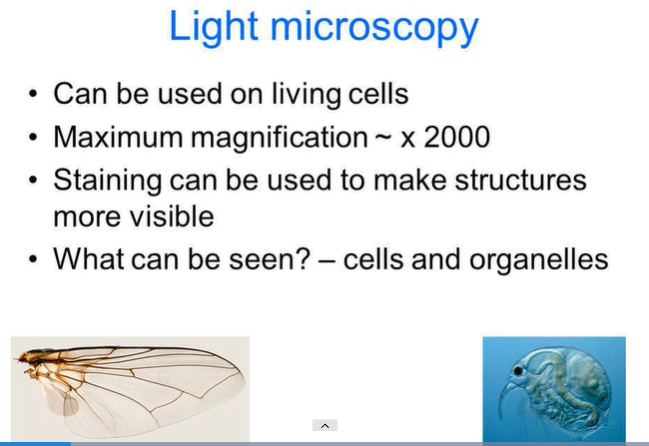 Light microscopy
• Can be used on living cells
• Maximum magnification ~ x 2000
• Staining can be used to make structures
more visible
• What can be seen? – cells and organelles